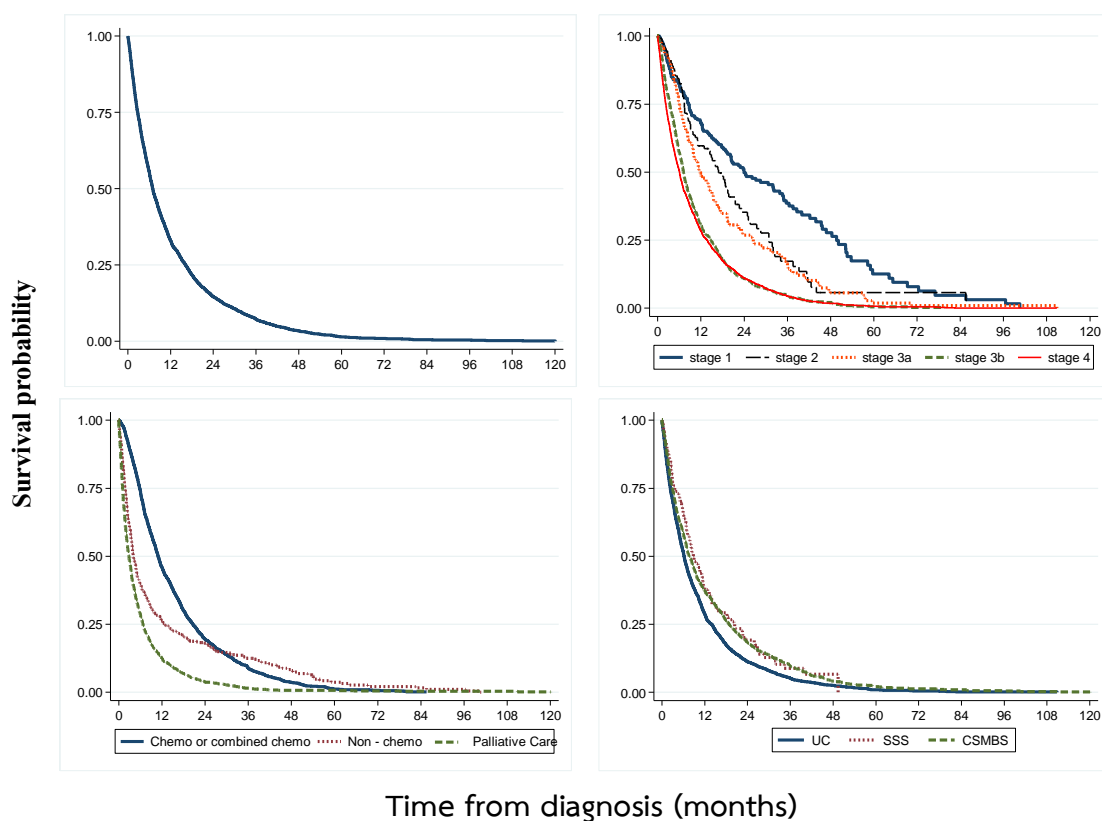 Survival probability
1.00
0.75
0.50
0.25
0.00
0 12 24 36 48 60 72 84 96 108 120
1.00
0.75
0.50
0.25
0.00
0 12 24 36 48 60 72 84 96 108 120
stage 1 stage 2 stage 3a stage 3b stage 4
1.00
0.75
0.50
0.25
0.00
0 12 24 36 48 60 72 84 96 108 120
Chemo or combined chemo Non - chemo Palliative Care
1.00
0.75
0.50
0.25
0.00
0 12 24 36 48 60 72 84 96 108 120
UC SSS CSMBS
Time from diagnosis (months)